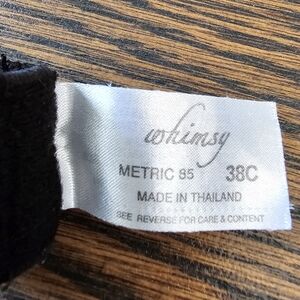 whimsy
METRIC 85 38C
MADE IN THAILAND
SEE REVERSE FOR CARE & CONTENT